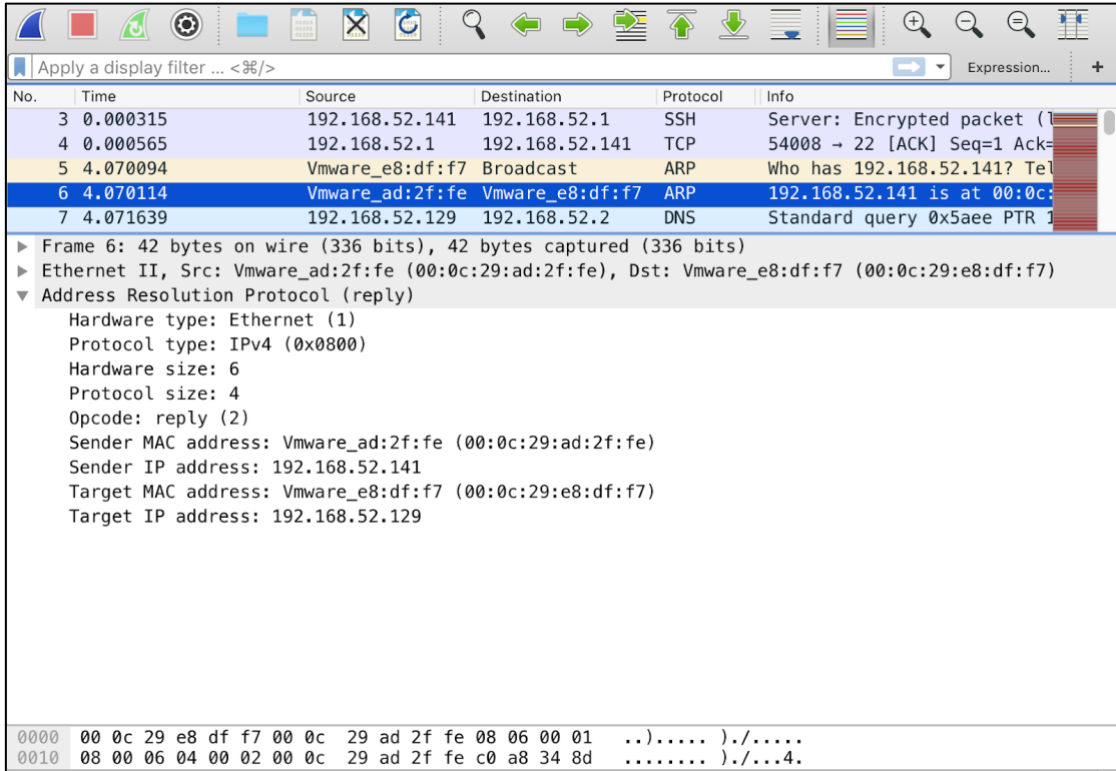 Apply a display filter ... <⌘/> Expression... +
No. Time Source Destination Protocol Info
3 0.000315 192.168.52.141 192.168.52.1 SSH Server: Encrypted packet (l
4 0.000565 192.168.52.1 192.168.52.141 TCP 54008 → 22 [ACK] Seq=1 Ack=
5 4.070094 Vmware_e8:df:f7 Broadcast ARP Who has 192.168.52.141? Tel
6 4.070114 Vmware_ad:2f:fe Vmware_e8:df:f7 ARP 192.168.52.141 is at 00:0c:
7 4.071639 192.168.52.129 192.168.52.2 DNS Standard query 0x5aee PTR 1
Frame 6: 42 bytes on wire (336 bits), 42 bytes captured (336 bits)
Ethernet II, Src: Vmware_ad:2f:fe (00:0c:29:ad:2f:fe), Dst: Vmware_e8:df:f7 (00:0c:29:e8:df:f7)
Address Resolution Protocol (reply)
Hardware type: Ethernet (1)
Protocol type: IPv4 (0x0800)
Hardware size: 6
Protocol size: 4
Opcode: reply (2)
Sender MAC address: Vmware_ad:2f:fe (00:0c:29:ad:2f:fe)
Sender IP address: 192.168.52.141
Target MAC address: Vmware_e8:df:f7 (00:0c:29:e8:df:f7)
Target IP address: 192.168.52.129
0000 00 0c 29 e8 df f7 00 0c 29 ad 2f fe 08 06 00 01 ..)..... )./.....
0010 08 00 06 04 00 02 00 0c 29 ad 2f fe c0 a8 34 8d ........ )./...4.